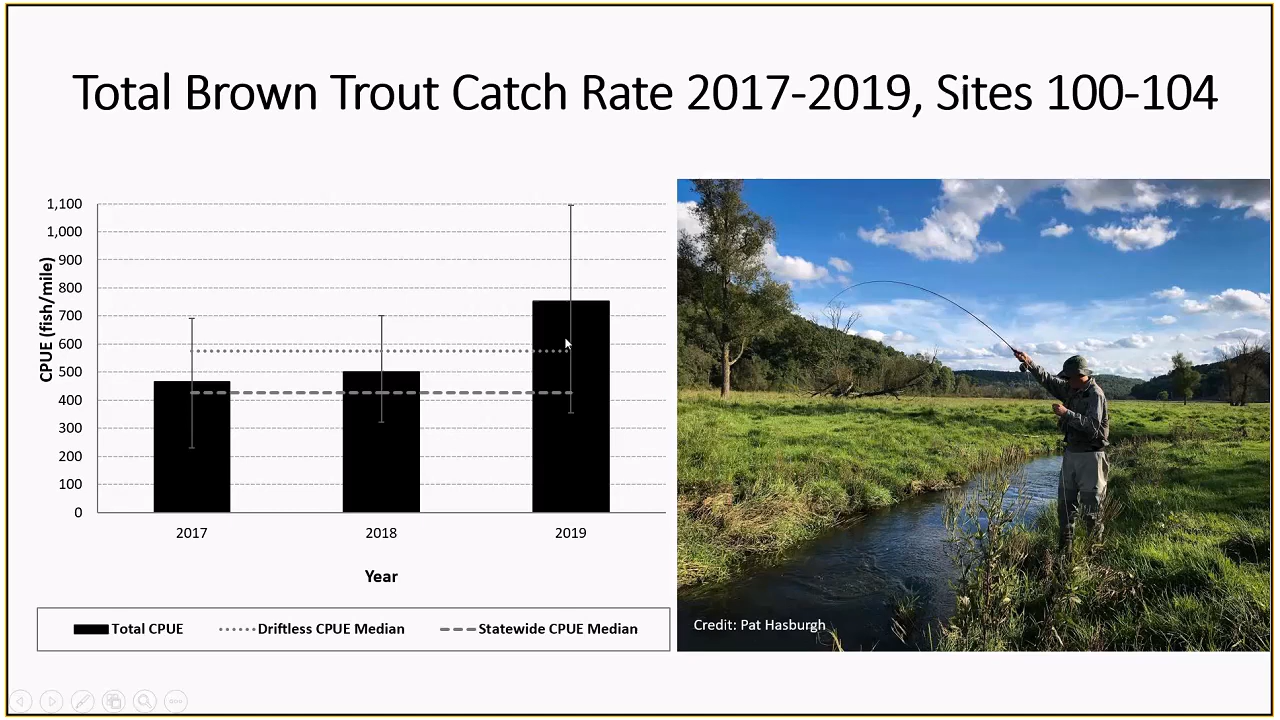 Total Brown Trout Catch Rate 2017-2019, Sites 100-104
CPUE (fish/mile)
1,100
1,000
900
800
700
600
500
400
300
200
100
0
2017 2018 2019
Year
Total CPUE Driftless CPUE Median Statewide CPUE Median
Credit: Pat Hasburgh